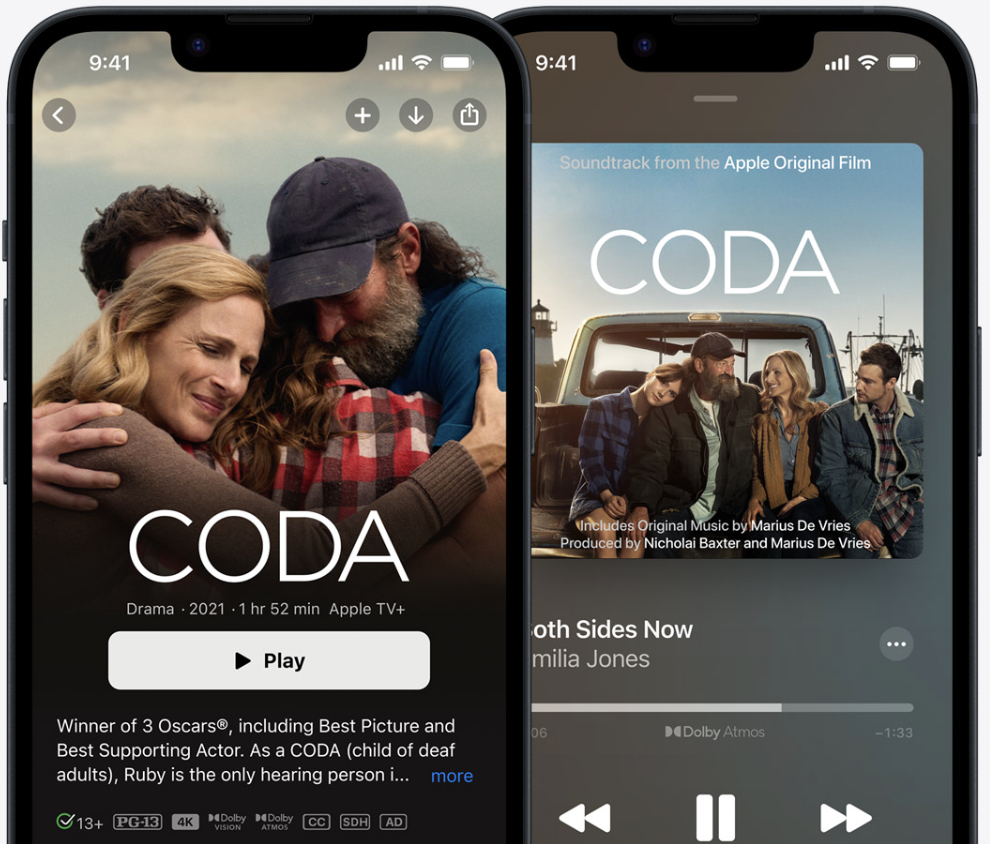 9:41
CODA
Drama · 2021 · 1 hr 52 min Apple TV+
Play
Winner of 3 Oscars®, including Best Picture and
Best Supporting Actor. As a CODA (child of deaf
adults), Ruby is the only hearing person i... more
13+ PG-13 4K Dolby VISION Dolby ATMOS CC SDH AD
9:41
Soundtrack from the Apple Original Film
CODA
Includes Original Music by Marius De Vries
Produced by Nicholai Baxter and Marius De Vries
oth Sides Now
milia Jones
06 Dolby Atmos −1:33